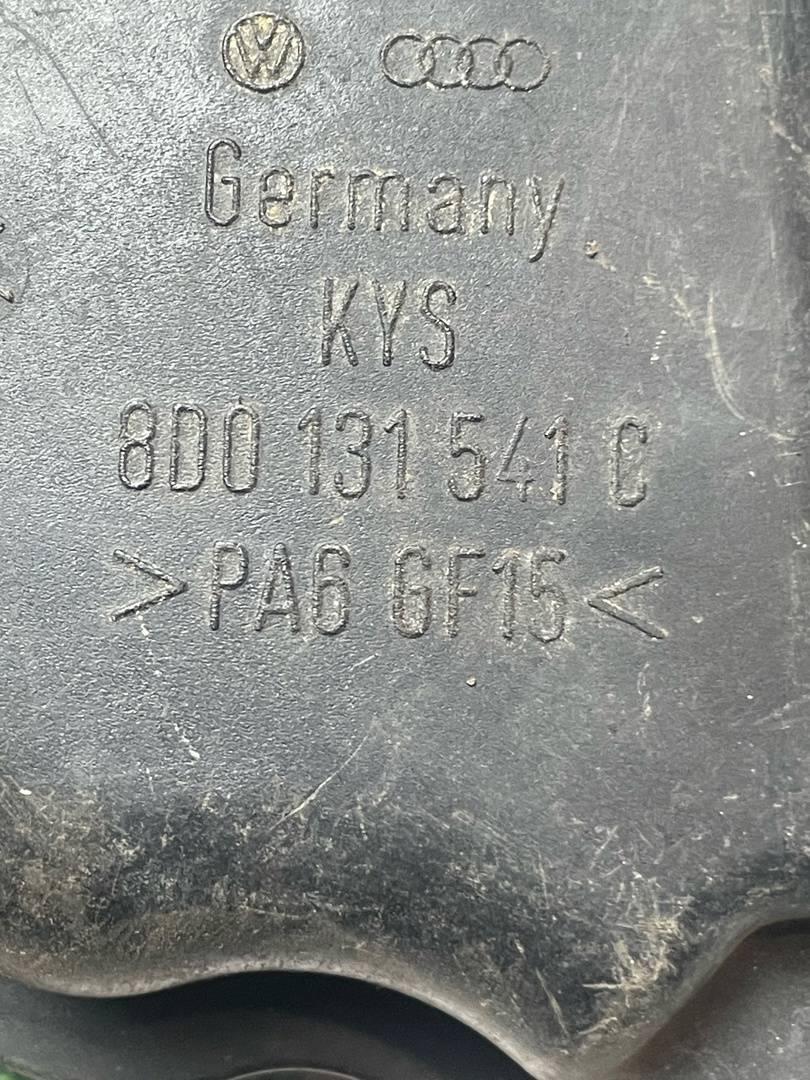 Germany
KYS
8D0 131 541 C
>PA6 GF15<